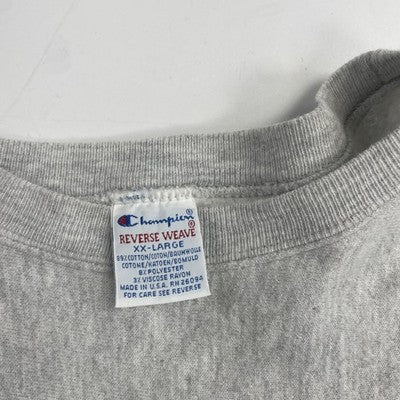 Champion
REVERSE WEAVE®
XX-LARGE
89% COTTON/COTON/BAUMWOLLE
COTONE/KATOEN/BOMULD
8% POLYESTER
3% VISCOSE RAYON
MADE IN U.S.A. RN 26094
FOR CARE SEE REVERSE